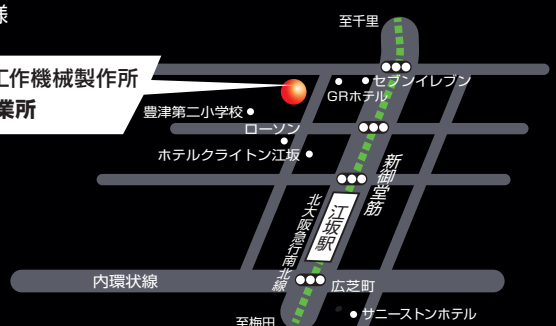 様
至千里
工作機械製作所
業所
セブンイレブン
GRホテル
豊津第二小学校
ローソン
ホテルクライトン江坂
新御堂筋
江坂駅
北大阪急行南北線
内環状線
広芝町
サニーストンホテル
至梅田